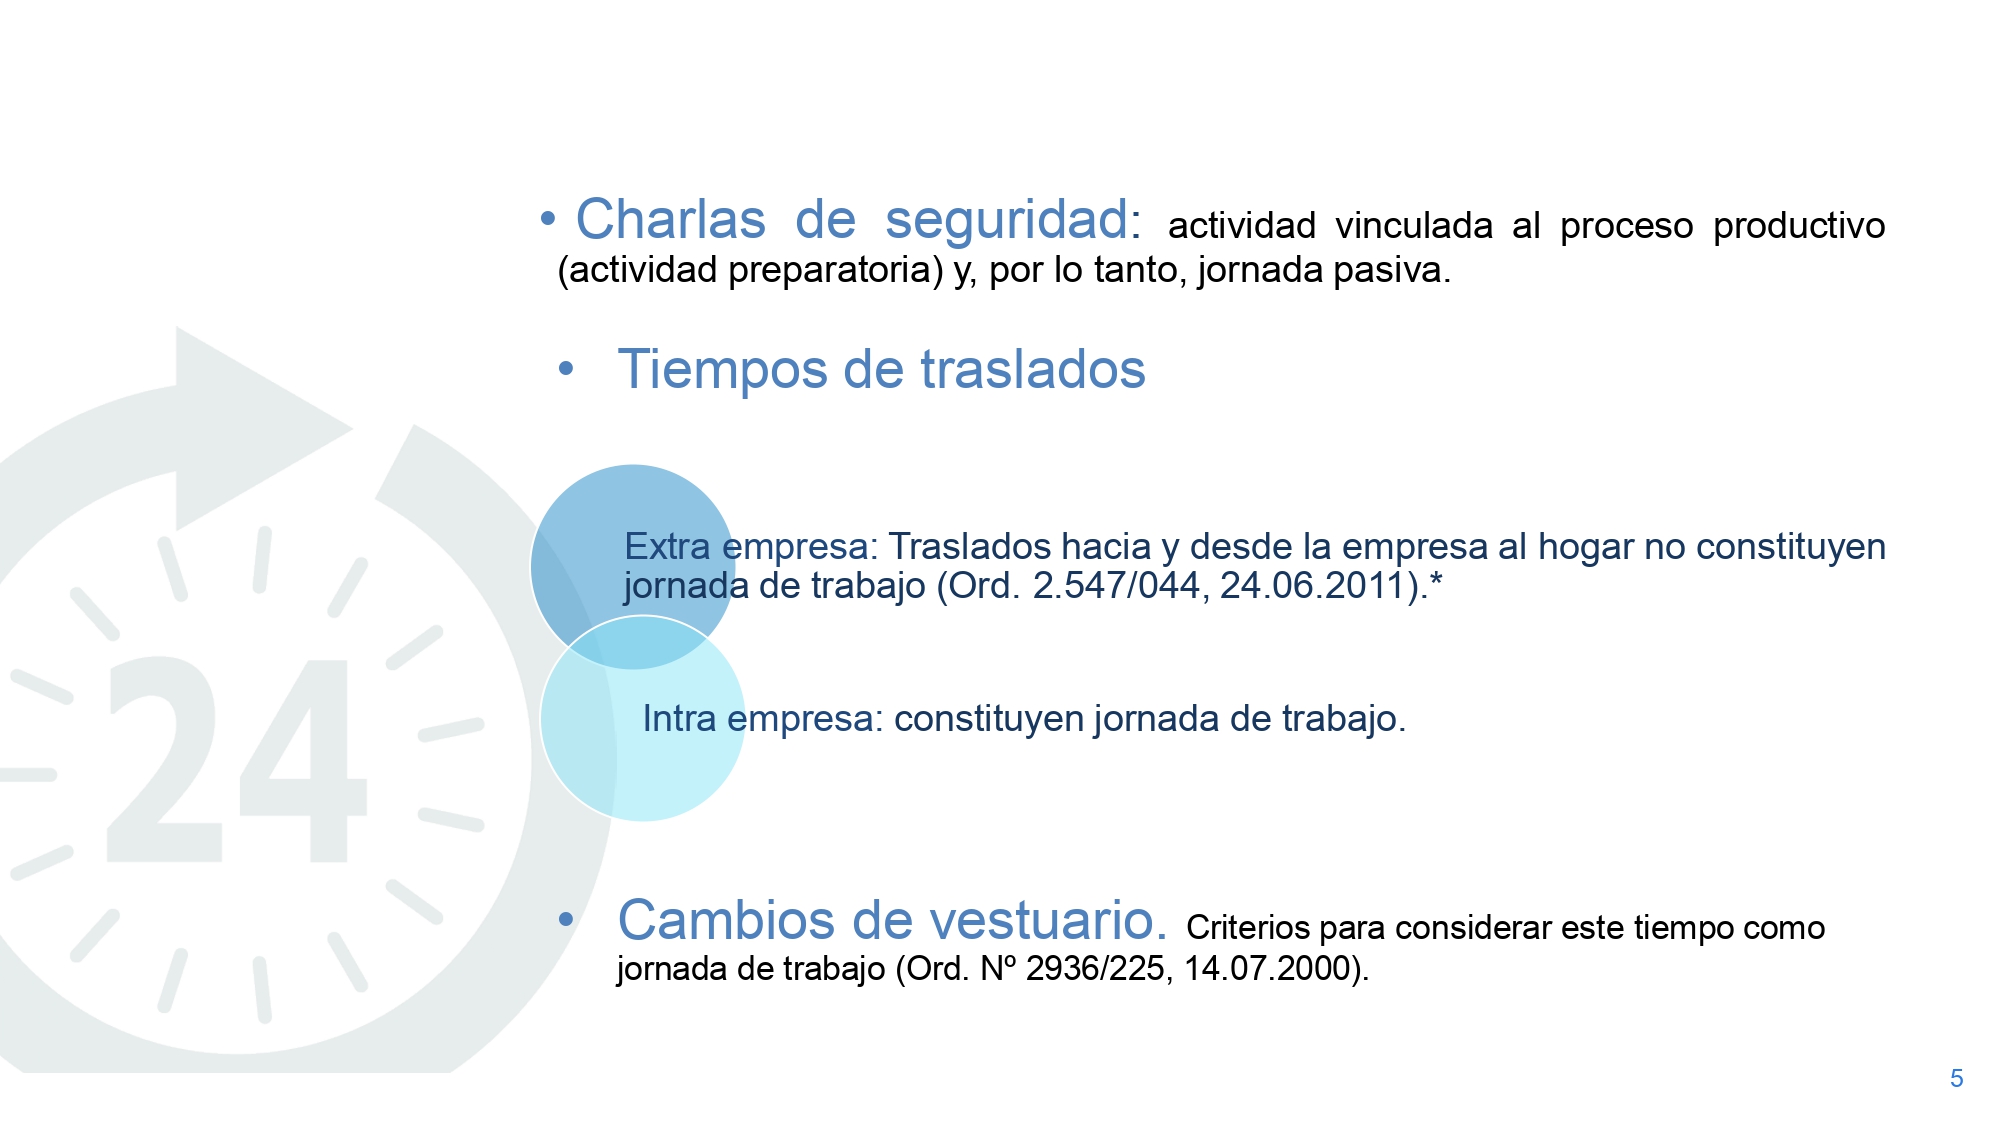 • Charlas de seguridad: actividad vinculada al proceso productivo
(actividad preparatoria) y, por lo tanto, jornada pasiva.
• Tiempos de traslados
Extra empresa: Traslados hacia y desde la empresa al hogar no constituyen
jornada de trabajo (Ord. 2.547/044, 24.06.2011).*
Intra empresa: constituyen jornada de trabajo.
24
• Cambios de vestuario. Criterios para considerar este tiempo como
jornada de trabajo (Ord. Nº 2936/225, 14.07.2000).
5